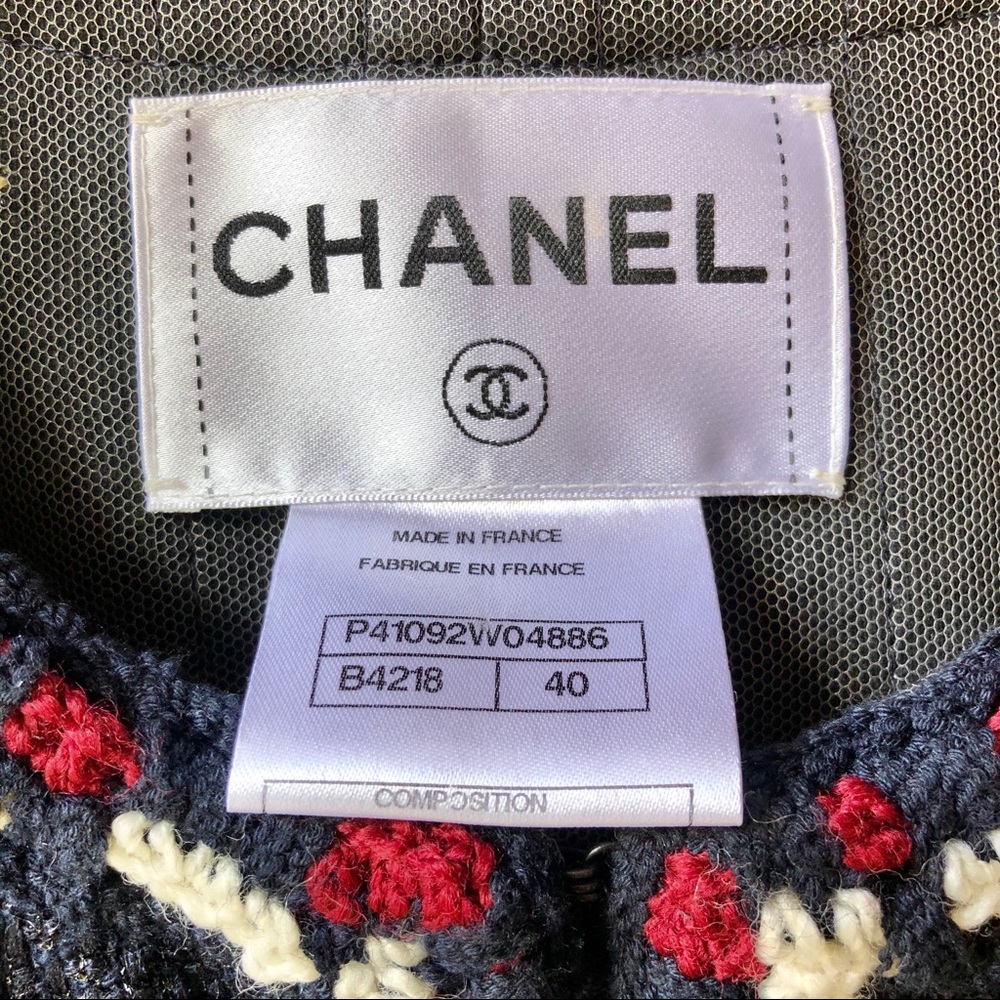 CHANEL
MADE IN FRANCE
FABRIQUE EN FRANCE
P41092W04886
B4218 40
COMPOSITION